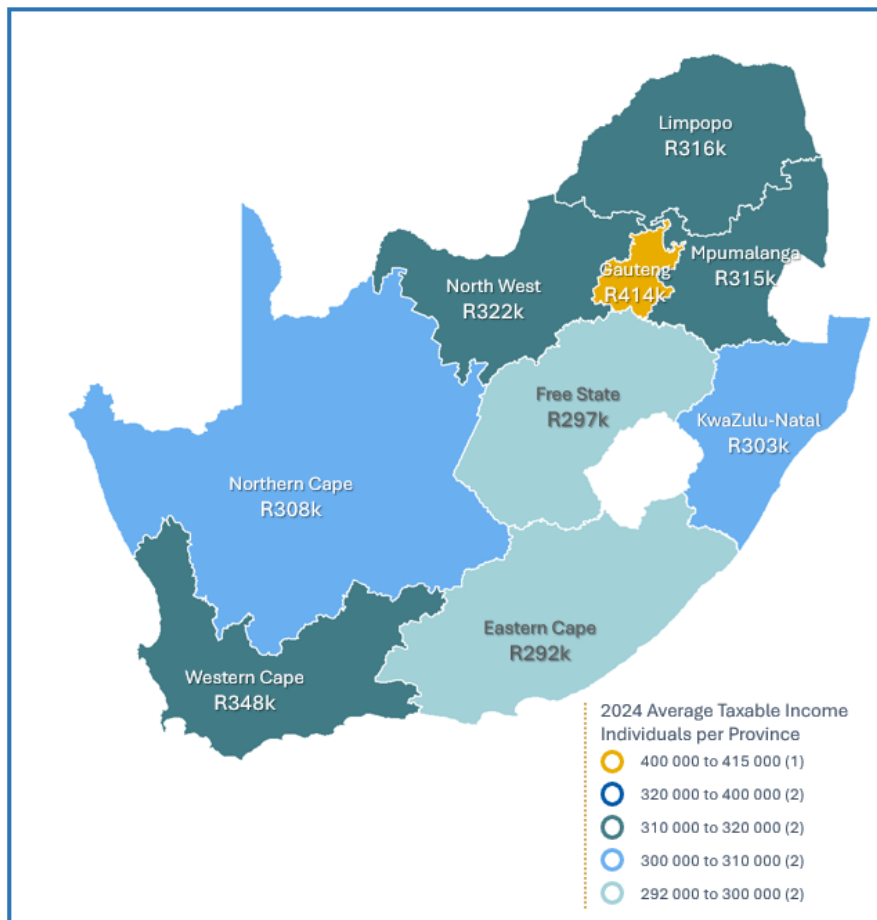 Limpopo
R316k
Mpumalanga
R315k
Gauteng
R414k
North West
R322k
Free State
R297k
KwaZulu-Natal
R303k
Northern Cape
R308k
Eastern Cape
R292k
Western Cape
R348k
2024 Average Taxable Income
Individuals per Province
400 000 to 415 000 (1)
320 000 to 400 000 (2)
310 000 to 320 000 (2)
300 000 to 310 000 (2)
292 000 to 300 000 (2)